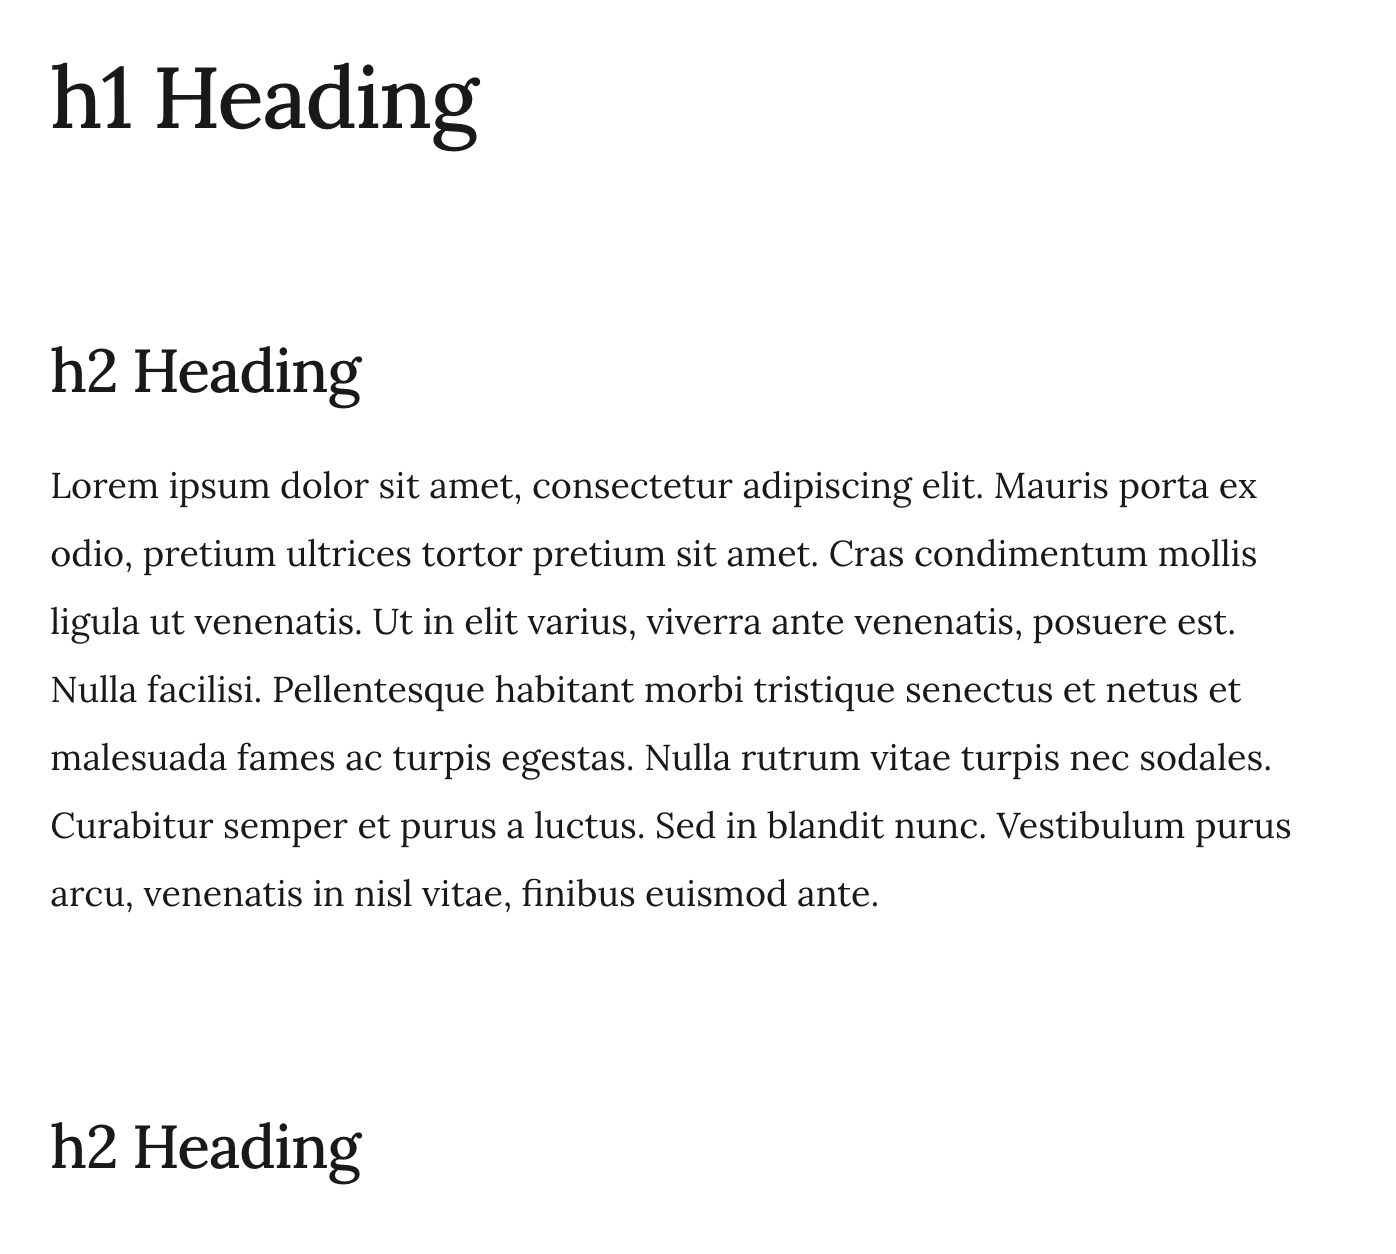 h1 Heading
h2 Heading
Lorem ipsum dolor sit amet, consectetur adipiscing elit. Mauris porta ex
odio, pretium ultrices tortor pretium sit amet. Cras condimentum mollis
ligula ut venenatis. Ut in elit varius, viverra ante venenatis, posuere est.
Nulla facilisi. Pellentesque habitant morbi tristique senectus et netus et
malesuada fames ac turpis egestas. Nulla rutrum vitae turpis nec sodales.
Curabitur semper et purus a luctus. Sed in blandit nunc. Vestibulum purus
arcu, venenatis in nisl vitae, finibus euismod ante.
h2 Heading